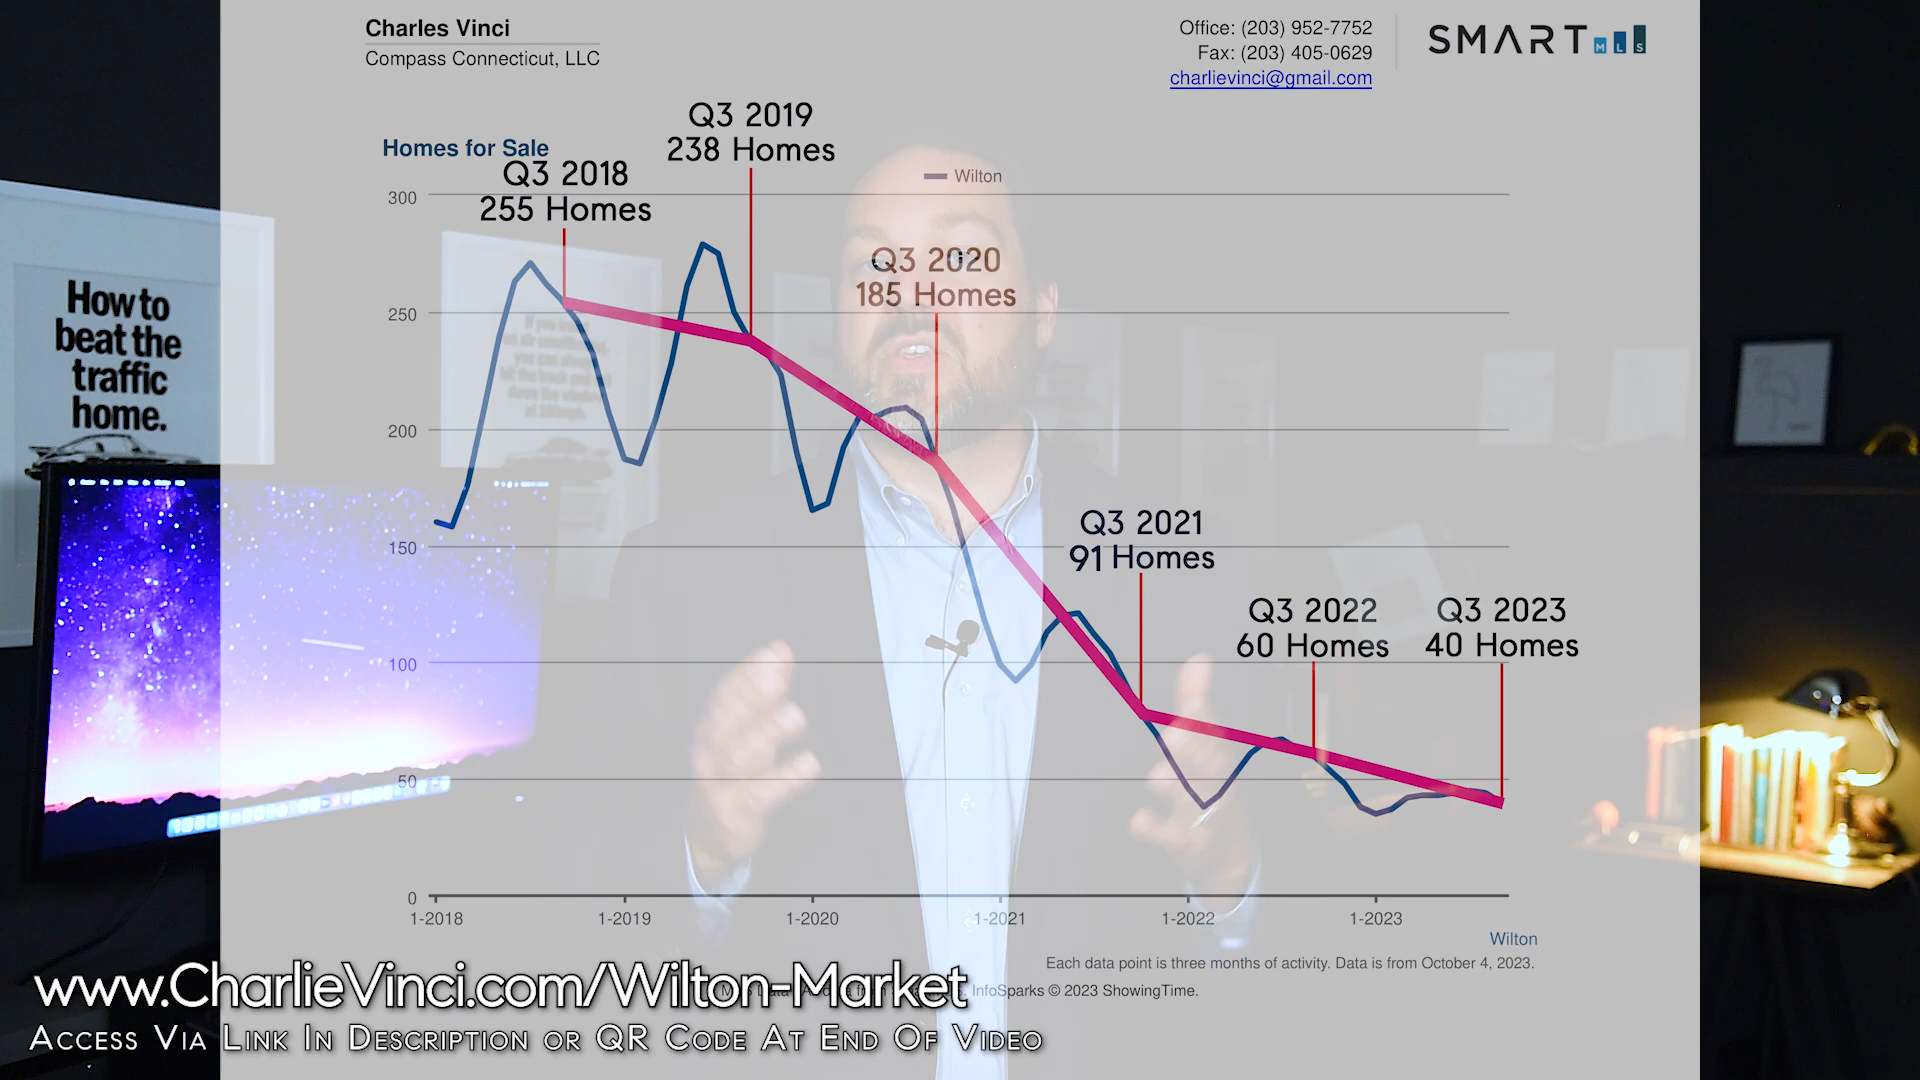 Charles Vinci
Compass Connecticut, LLC
Office: (203) 952-7752
Fax: (203) 405-0629
charlievinci@gmail.com
SMART MLS
Homes for Sale
Q3 2018
255 Homes
Q3 2019
238 Homes
Wilton
Q3 2020
185 Homes
Q3 2021
91 Homes
Q3 2022
60 Homes
Q3 2023
40 Homes
300
250
200
150
100
50
0
1-2018
1-2019
1-2020
1-2021
1-2022
1-2023
Wilton
Each data point is three months of activity. Data is from October 4, 2023.
InfoSparks © 2023 ShowingTime.
How to
beat the
traffic
home.
www.CharlieVinci.com/Wilton-Market
Access Via Link In Description or QR Code At End Of Video